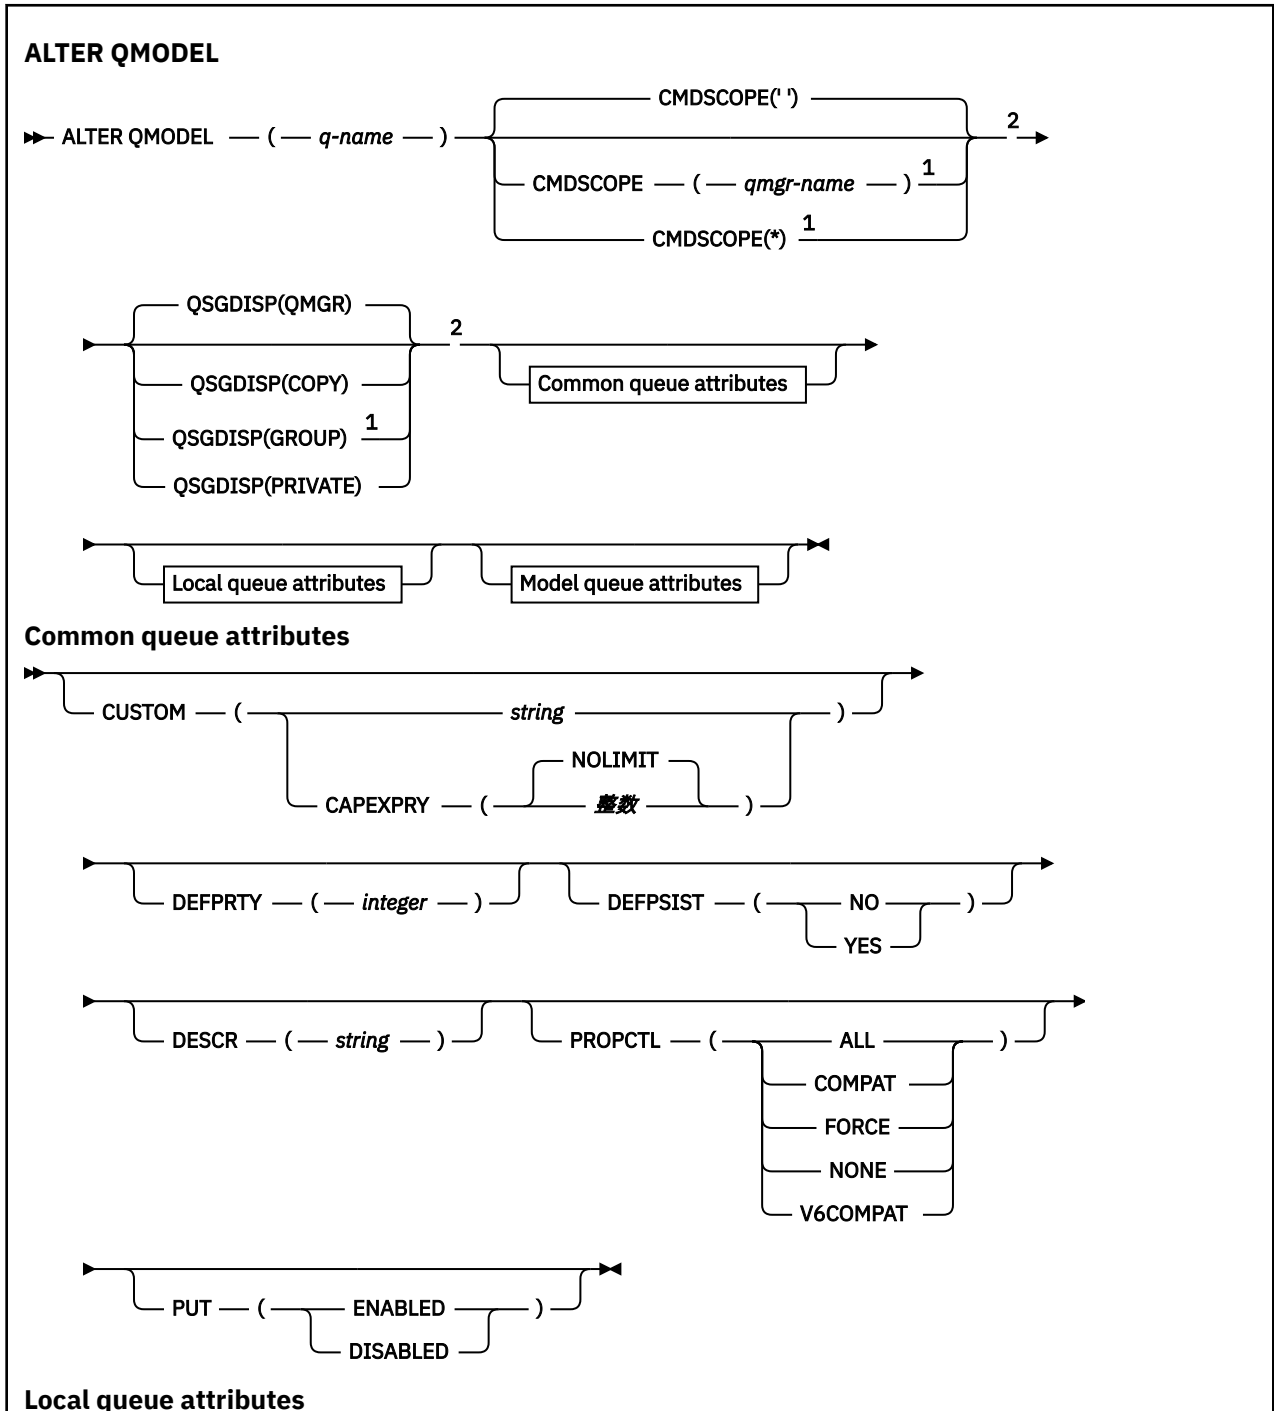 ALTER QMODEL
CMDSCOPE(' ')
ALTER QMODEL ( q-name ) 2
CMDSCOPE ( qmgr-name ) 1
CMDSCOPE(*) 1
QSGDISP(QMGR)
2
QSGDISP(COPY) Common queue attributes
QSGDISP(GROUP) 1
QSGDISP(PRIVATE)
Local queue attributes Model queue attributes
Common queue attributes
CUSTOM ( string )
NOLIMIT
CAPEXPRY ( 整数 )
DEFPRTY ( integer ) DEFPSIST ( NO )
YES
DESCR ( string ) PROPCTL ( ALL )
COMPAT
FORCE
NONE
V6COMPAT
PUT ( ENABLED )
DISABLED
Local queue attributes